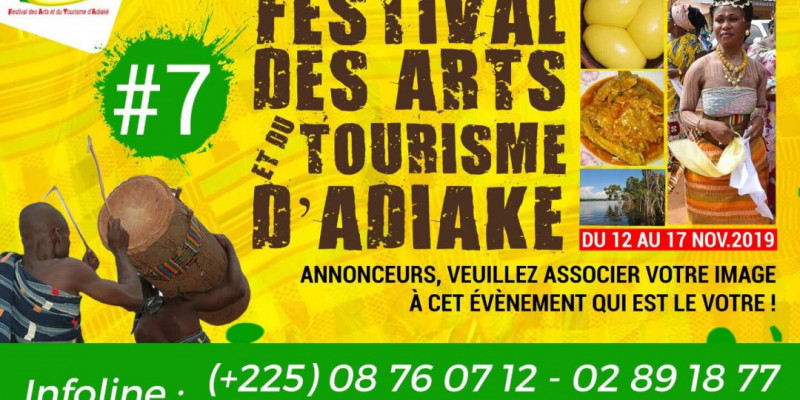 Festival des Arts et du Tourisme d'Adiaké
#7
FESTIVAL
DES ARTS
ET DU
TOURISME
D'ADIAKE
DU 12 AU 17 NOV.2019
ANNONCEURS, VEUILLEZ ASSOCIER VOTRE IMAGE
À CET ÉVÈNEMENT QUI EST LE VOTRE !
Infoline : (+225) 08 76 07 12 - 02 89 18 77